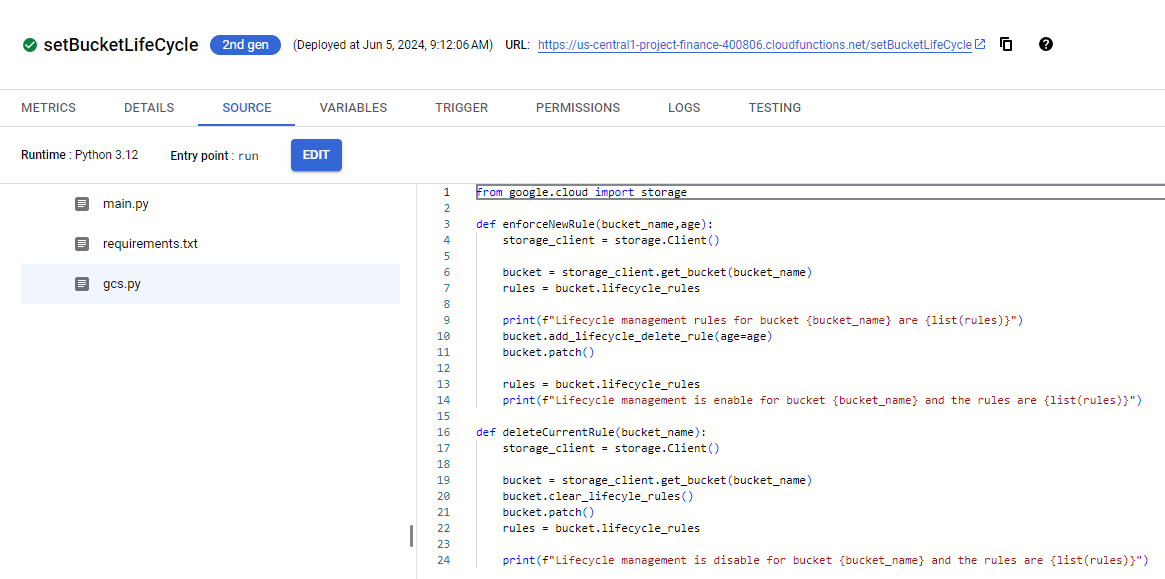 setBucketLifeCycle 2nd gen (Deployed at Jun 5, 2024, 9:12:06 AM) URL: https://us-central1-project-finance-400806.cloudfunctions.net/setBucketLifeCycle
METRICS DETAILS SOURCE VARIABLES TRIGGER PERMISSIONS LOGS TESTING
Runtime : Python 3.12 Entry point : run EDIT
main.py
requirements.txt
gcs.py
1 from google.cloud import storage
2
3 def enforceNewRule(bucket_name,age):
4     storage_client = storage.Client()
5
6     bucket = storage_client.get_bucket(bucket_name)
7     rules = bucket.lifecycle_rules
8
9     print(f"Lifecycle management rules for bucket {bucket_name} are {list(rules)}")
10     bucket.add_lifecycle_delete_rule(age=age)
11     bucket.patch()
12
13     rules = bucket.lifecycle_rules
14     print(f"Lifecycle management is enable for bucket {bucket_name} and the rules are {list(rules)}")
15
16 def deleteCurrentRule(bucket_name):
17     storage_client = storage.Client()
18
19     bucket = storage_client.get_bucket(bucket_name)
20     bucket.clear_lifecyle_rules()
21     bucket.patch()
22     rules = bucket.lifecycle_rules
23
24     print(f"Lifecycle management is disable for bucket {bucket_name} and the rules are {list(rules)}")